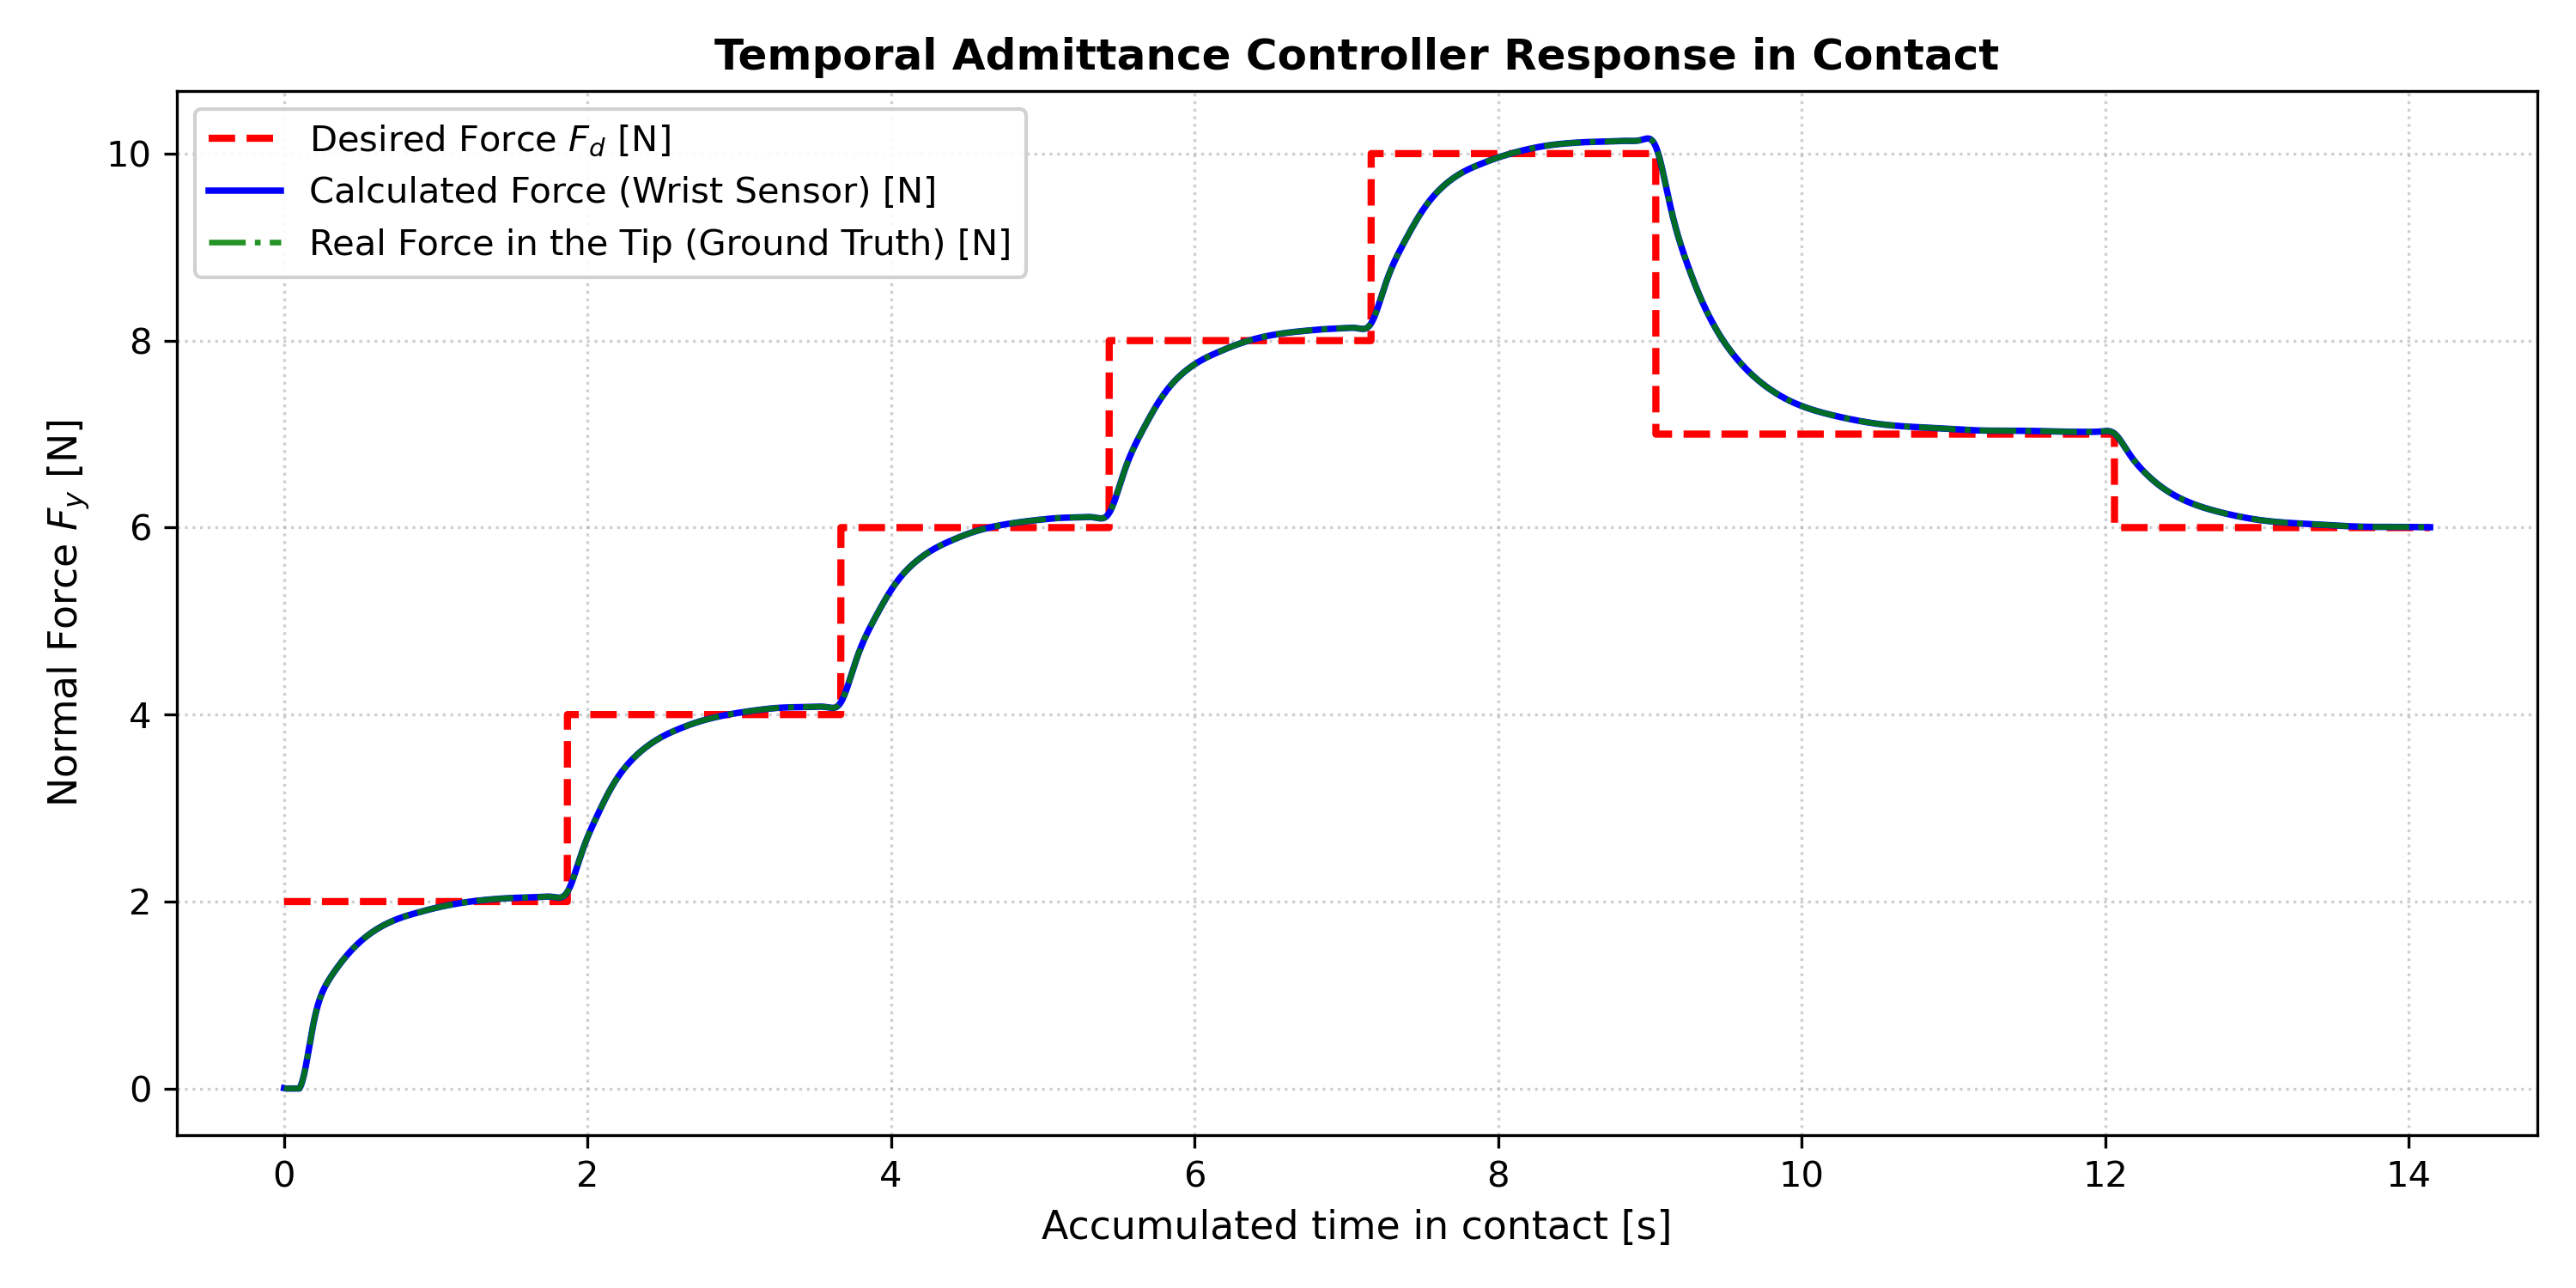 Temporal Admittance Controller Response in Contact
Desired Force F_d [N]
Calculated Force (Wrist Sensor) [N]
Real Force in the Tip (Ground Truth) [N]
Normal Force F_y [N]
10
8
6
4
2
0
0 2 4 6 8 10 12 14
Accumulated time in contact [s]